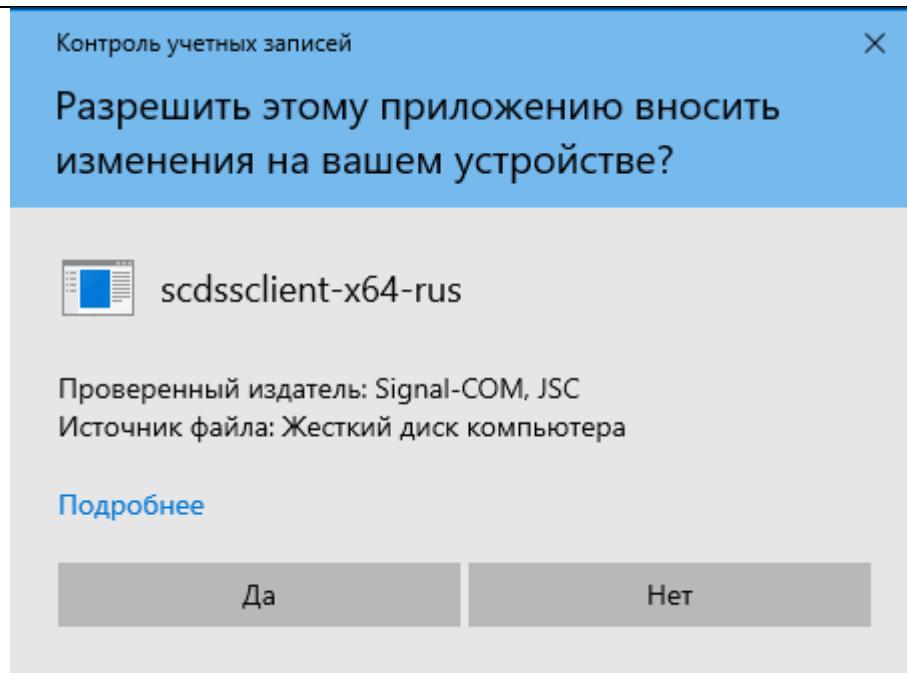 Контроль учетных записей
Разрешить этому приложению вносить
изменения на вашем устройстве?
scdssclient-x64-rus
Проверенный издатель: Signal-COM, JSC
Источник файла: Жесткий диск компьютера
Подробнее
Да
Нет